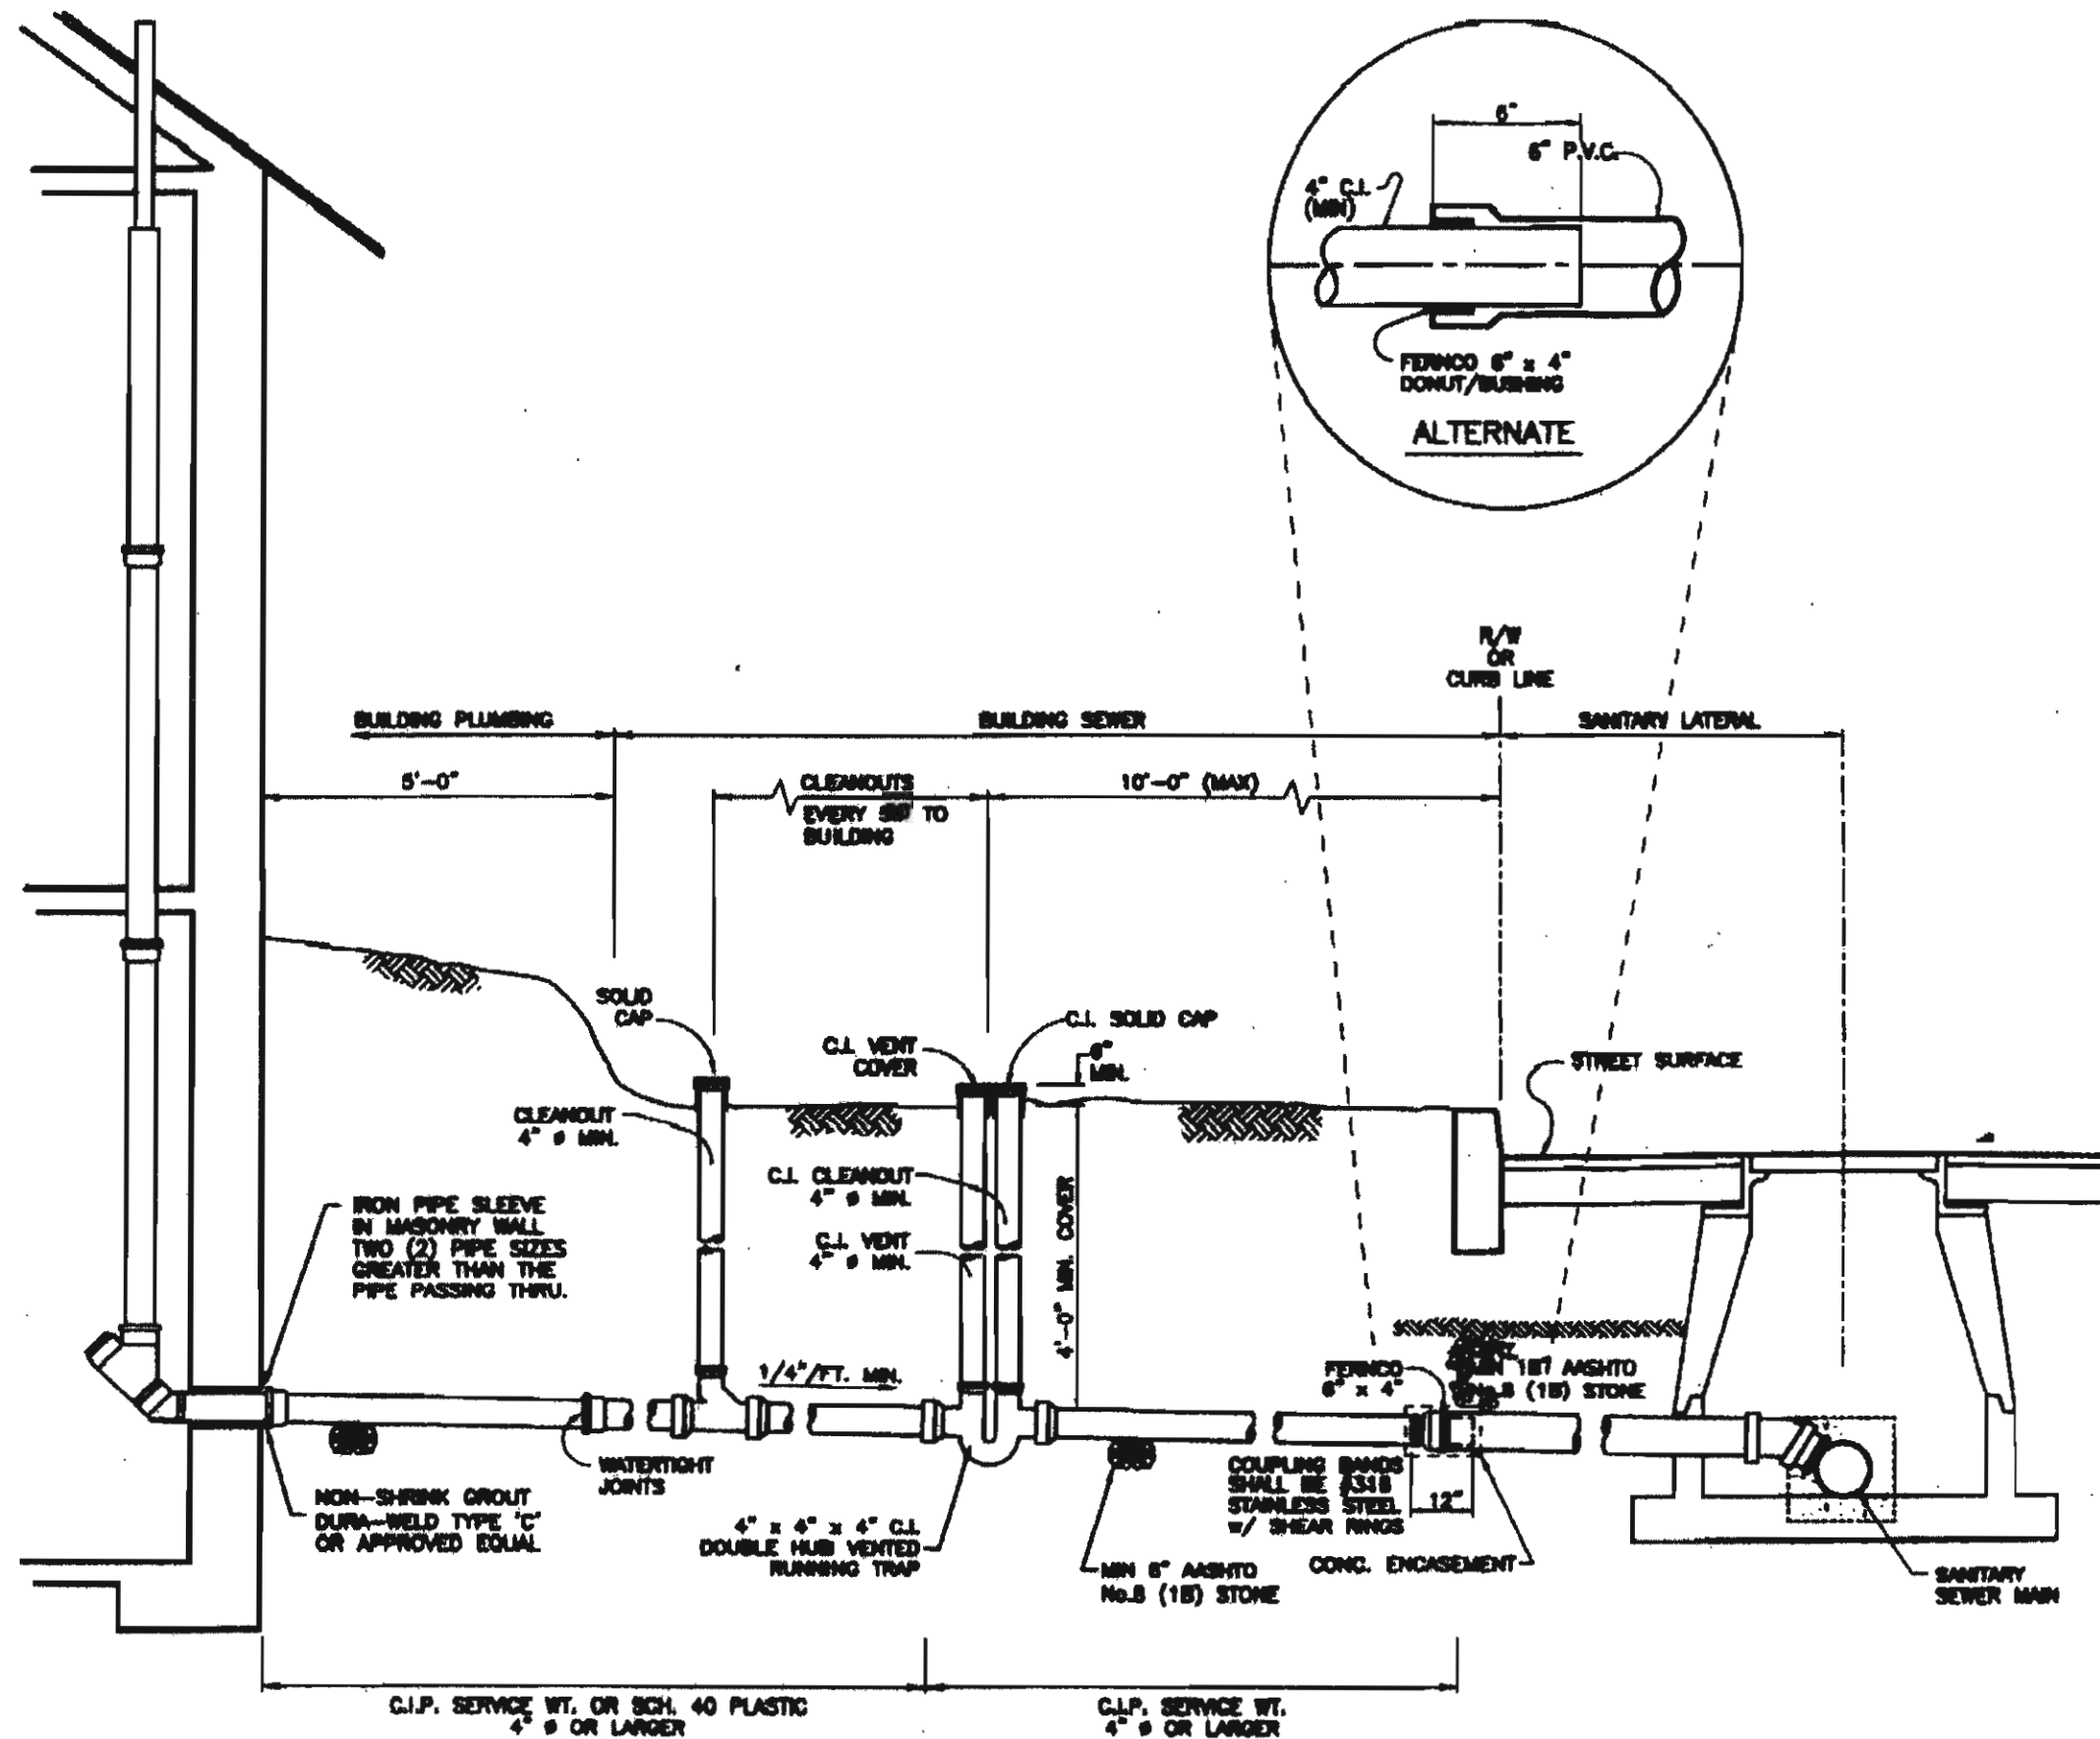 6"
6" P.V.C.
4" C.I.
(MIN)
FERNCO 6" x 4"
DONUT/BUSHING
ALTERNATE
R/W
OR
CURB LINE
BUILDING PLUMBING
BUILDING SEWER
SANITARY LATERAL
5'-0"
CLEANOUTS
EVERY TO
BUILDING
10'-0" (MAX)
SOLID
CAP
C.I. VENT
COVER
C.I. SOLID CAP
6"
MIN.
STREET SURFACE
CLEANOUT
4" ø MIN.
C.I. CLEANOUT
4" ø MIN.
C.I. VENT
4" ø MIN.
4'-0" MIN. COVER
IRON PIPE SLEEVE
IN MASONRY WALL
TWO (2) PIPE SIZES
GREATER THAN THE
PIPE PASSING THRU.
1/4"/FT. MIN.
FERNCO
6" x 4"
AASHTO
No.8 (1B) STONE
WATERTIGHT
JOINTS
NON-SHRINK GROUT
DURA-WELD TYPE 'C'
OR APPROVED EQUAL
4" x 4" x 4" C.I.
DOUBLE HUB VENTED
RUNNING TRAP
MIN 6" AASHTO
No.8 (1B) STONE
COUPLING BANDS
SHALL BE
STAINLESS STEEL
w/ SHEAR RINGS
12"
CONC. ENCASEMENT
SANITARY
SEWER MAIN
C.I.P. SERVICE WT. OR SCH. 40 PLASTIC
4" ø OR LARGER
C.I.P. SERVICE WT.
4" ø OR LARGER